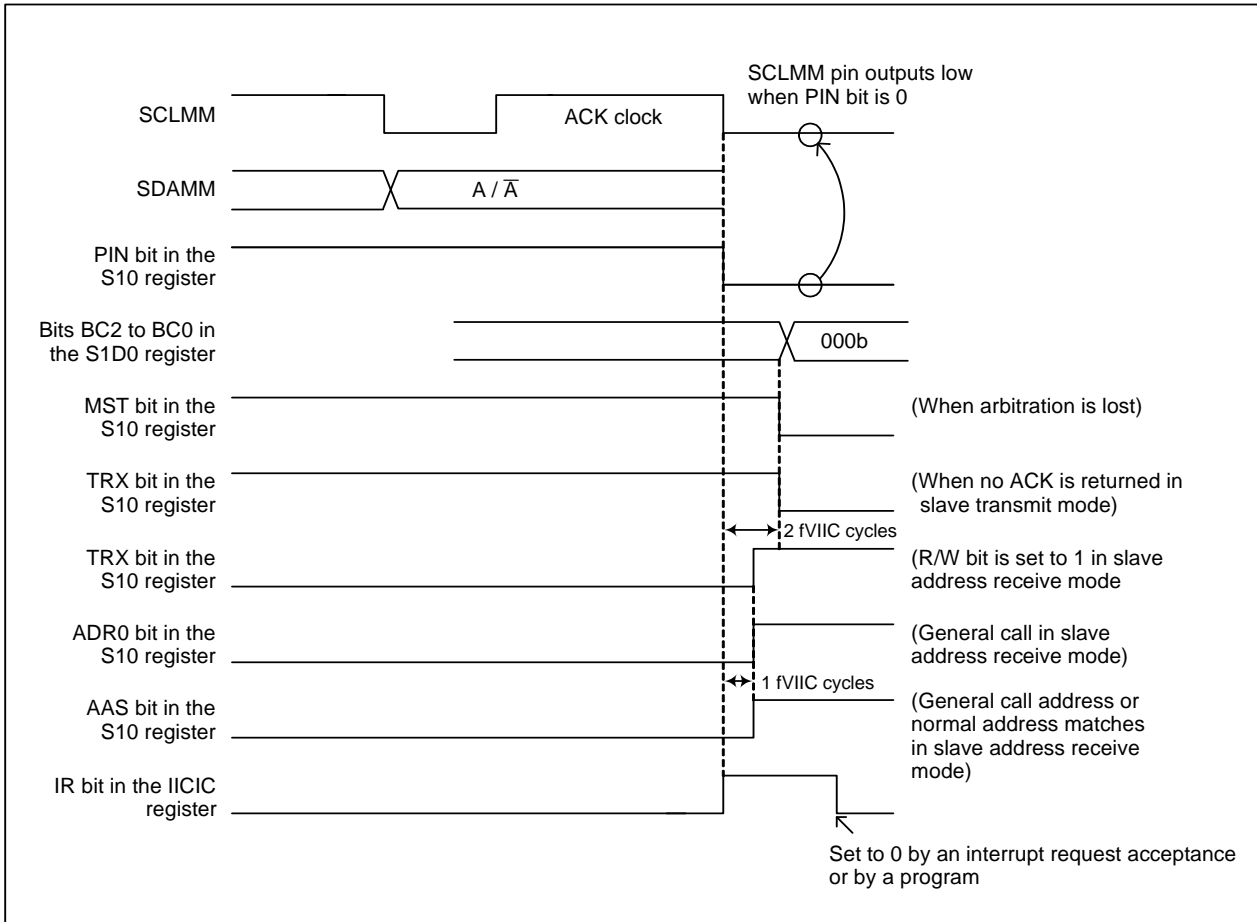 SCLMM pin outputs low
when PIN bit is 0
SCLMM
ACK clock
SDAMM
A / A̅
PIN bit in the
S10 register
Bits BC2 to BC0 in
the S1D0 register
000b
MST bit in the
S10 register
(When arbitration is lost)
TRX bit in the
S10 register
(When no ACK is returned in
slave transmit mode)
2 fVIIC cycles
TRX bit in the
S10 register
(R/W bit is set to 1 in slave
address receive mode
ADR0 bit in the
S10 register
(General call in slave
address receive mode)
1 fVIIC cycles
AAS bit in the
S10 register
(General call address or
normal address matches
in slave address receive
mode)
IR bit in the IICIC
register
Set to 0 by an interrupt request acceptance
or by a program